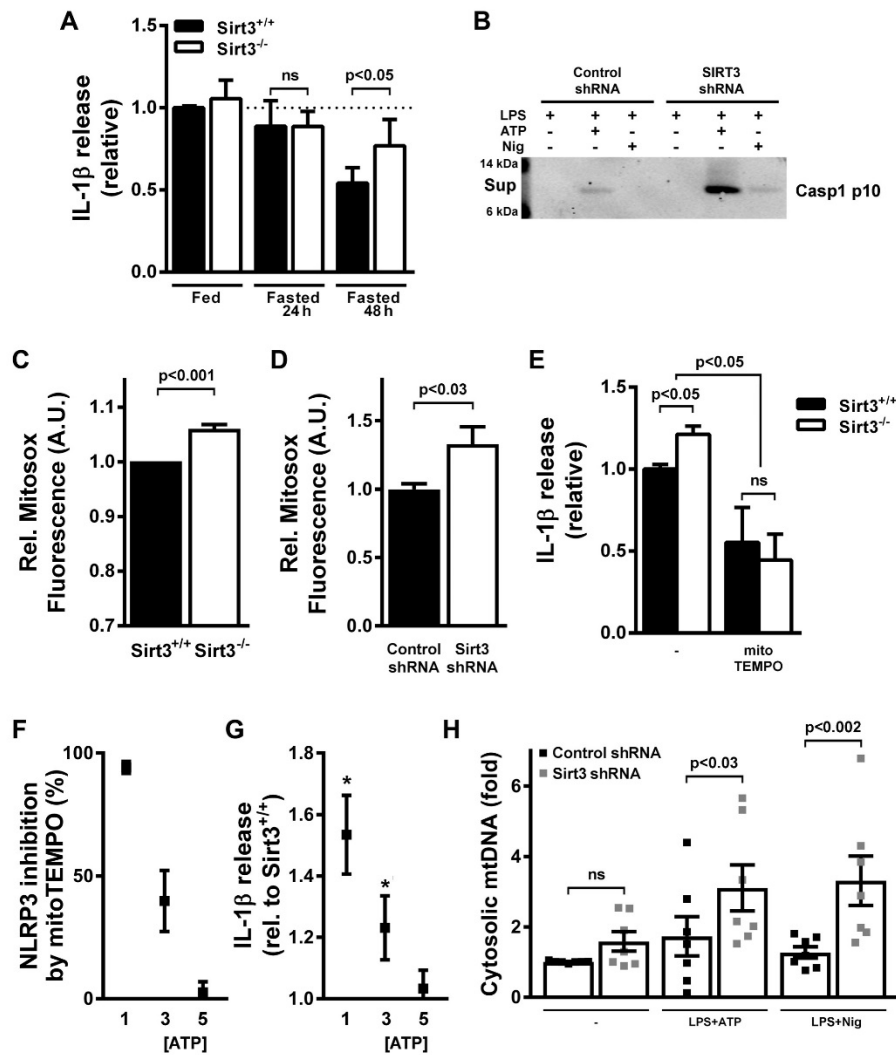 A
Sirt3+/+
Sirt3-/-
1.5
1.0
0.5
0.0
IL-1β release
(relative)
ns
p<0.05
Fed
Fasted
24 h
Fasted
48 h
B
Control
shRNA
SIRT3
shRNA
LPS + + + + + +
ATP - + - - + -
Nig - - + - - +
14 kDa
Sup
6 kDa
Casp1 p10
C
p<0.001
1.1
1.0
0.9
0.8
0.7
Rel. Mitosox
Fluorescence (A.U.)
Sirt3+/+ Sirt3-/-
D
p<0.03
1.5
1.0
0.5
0.0
Rel. Mitosox
Fluorescence (A.U.)
Control
shRNA
Sirt3
shRNA
E
p<0.05
p<0.05
ns
Sirt3+/+
Sirt3-/-
1.5
1.0
0.5
0.0
IL-1β release
(relative)
-
mito
TEMPO
F
100
50
0
NLRP3 inhibition
by mitoTEMPO (%)
1 3 5
[ATP]
G
1.8
1.6
1.4
1.2
1.0
IL-1β release
(rel. to Sirt3+/+)
*
*
1 3 5
[ATP]
H
Control shRNA
Sirt3 shRNA
ns
p<0.03
p<0.002
8
6
4
2
0
Cytosolic mtDNA (fold)
-
LPS+ATP
LPS+Nig